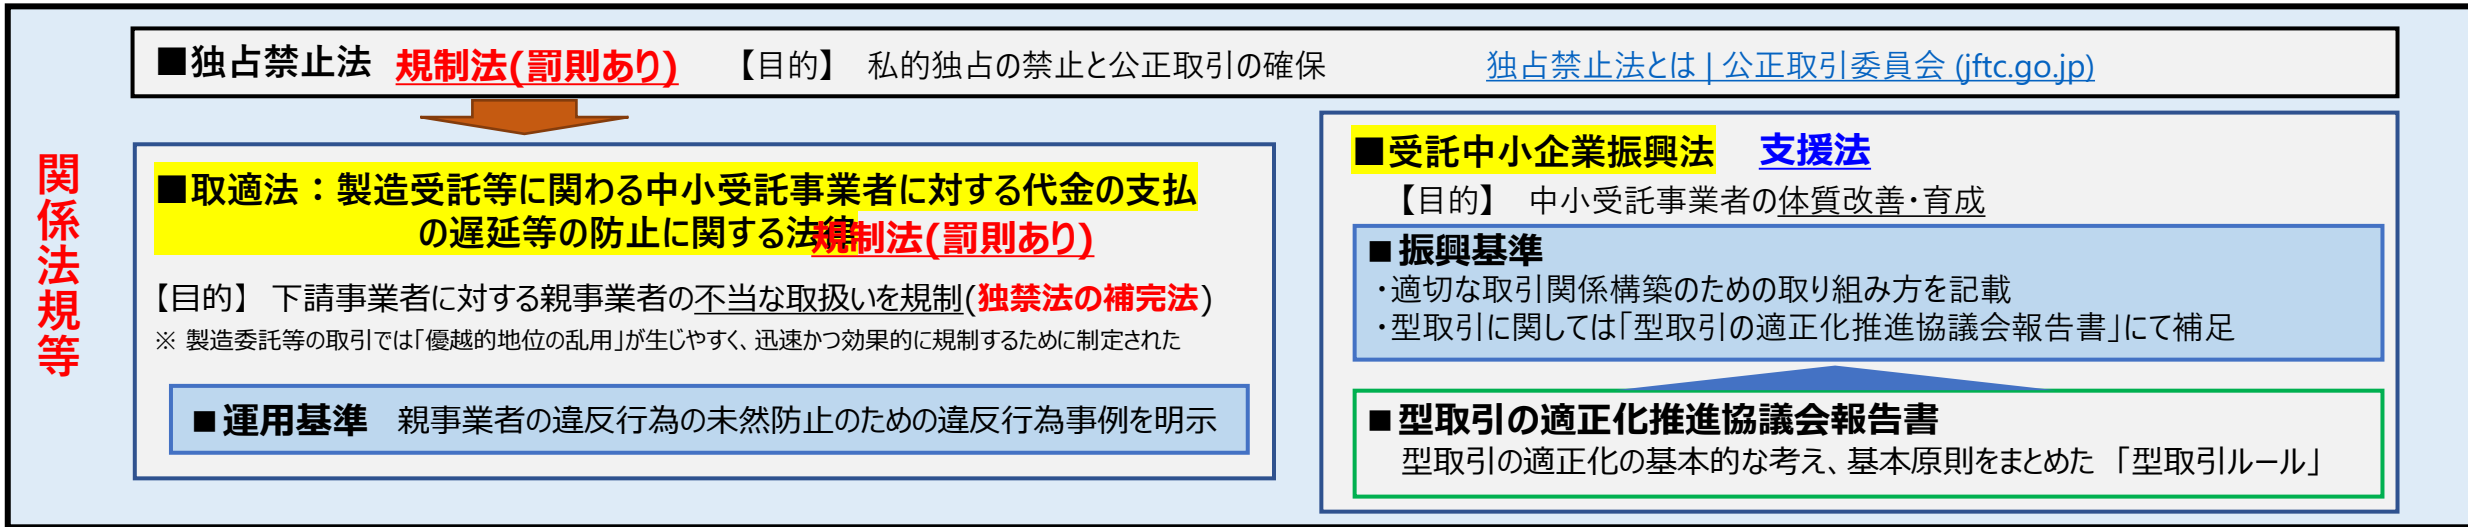 関係法規等
■独占禁止法 規制法(罰則あり) 【目的】 私的独占の禁止と公正取引の確保 独占禁止法とは | 公正取引委員会 (jftc.go.jp)
■取適法：製造受託等に関わる中小受託事業者に対する代金の支払
の遅延等の防止に関する法律
規制法(罰則あり)
【目的】 下請事業者に対する親事業者の不当な取扱いを規制(独禁法の補完法)
※ 製造委託等の取引では「優越的地位の乱用」が生じやすく、迅速かつ効果的に規制するために制定された
■運用基準 親事業者の違反行為の未然防止のための違反行為事例を明示
■受託中小企業振興法 支援法
【目的】 中小受託事業者の体質改善・育成
■振興基準
・適切な取引関係構築のための取り組み方を記載
・型取引に関しては「型取引の適正化推進協議会報告書」にて補足
■型取引の適正化推進協議会報告書
型取引の適正化の基本的な考え、基本原則をまとめた 「型取引ルール」